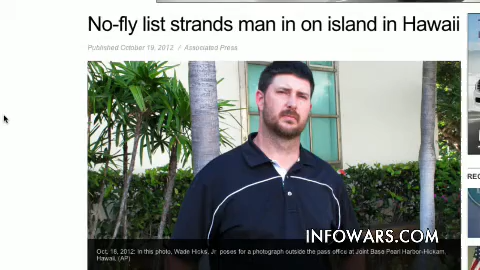 No-fly list strands man in on island in Hawaii
Published October 19, 2012 / Associated Press
REC
INFOWARS.COM
Oct. 18, 2012: In this photo, Wade Hicks, Jr. poses for a photograph outside the pass office at Joint Base Pearl Harbor-Hickam,
Hawaii. (AP)